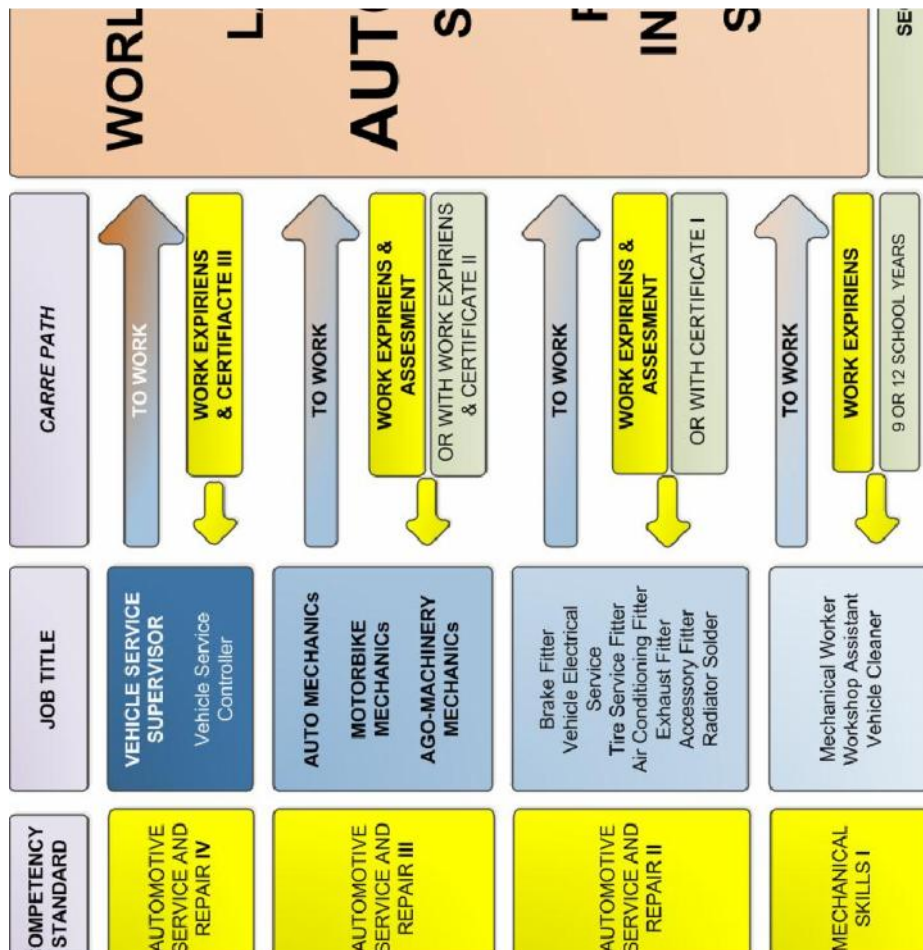 OMPETENCY
STANDARD
JOB TITLE
CARRE PATH
AUTOMOTIVE
SERVICE AND
REPAIR IV
VEHICLE SERVICE
SUPERVISOR
Vehicle Service
Controller
TO WORK
WORK EXPIRIENS
& CERTIFIACTE III
WORL
AUTOMOTIVE
SERVICE AND
REPAIR III
AUTO MECHANICs
MOTORBIKE
MECHANICs
AGO-MACHINERY
MECHANICs
TO WORK
WORK EXPIRIENS &
ASSESMENT
OR WITH WORK EXPIRIENS
& CERTIFICATE II
AUTO
S
AUTOMOTIVE
SERVICE AND
REPAIR II
Brake Fitter
Vehicle Electrical
Service
Tire Service Fitter
Air Conditioning Fitter
Exhaust Fitter
Accessory Fitter
Radiator Solder
TO WORK
WORK EXPIRIENS &
ASSESMENT
OR WITH CERTIFICATE I
IN
S
MECHANICAL
SKILLS I
Mechanical Worker
Workshop Assistant
Vehicle Cleaner
TO WORK
WORK EXPIRIENS
9 OR 12 SCHOOL YEARS